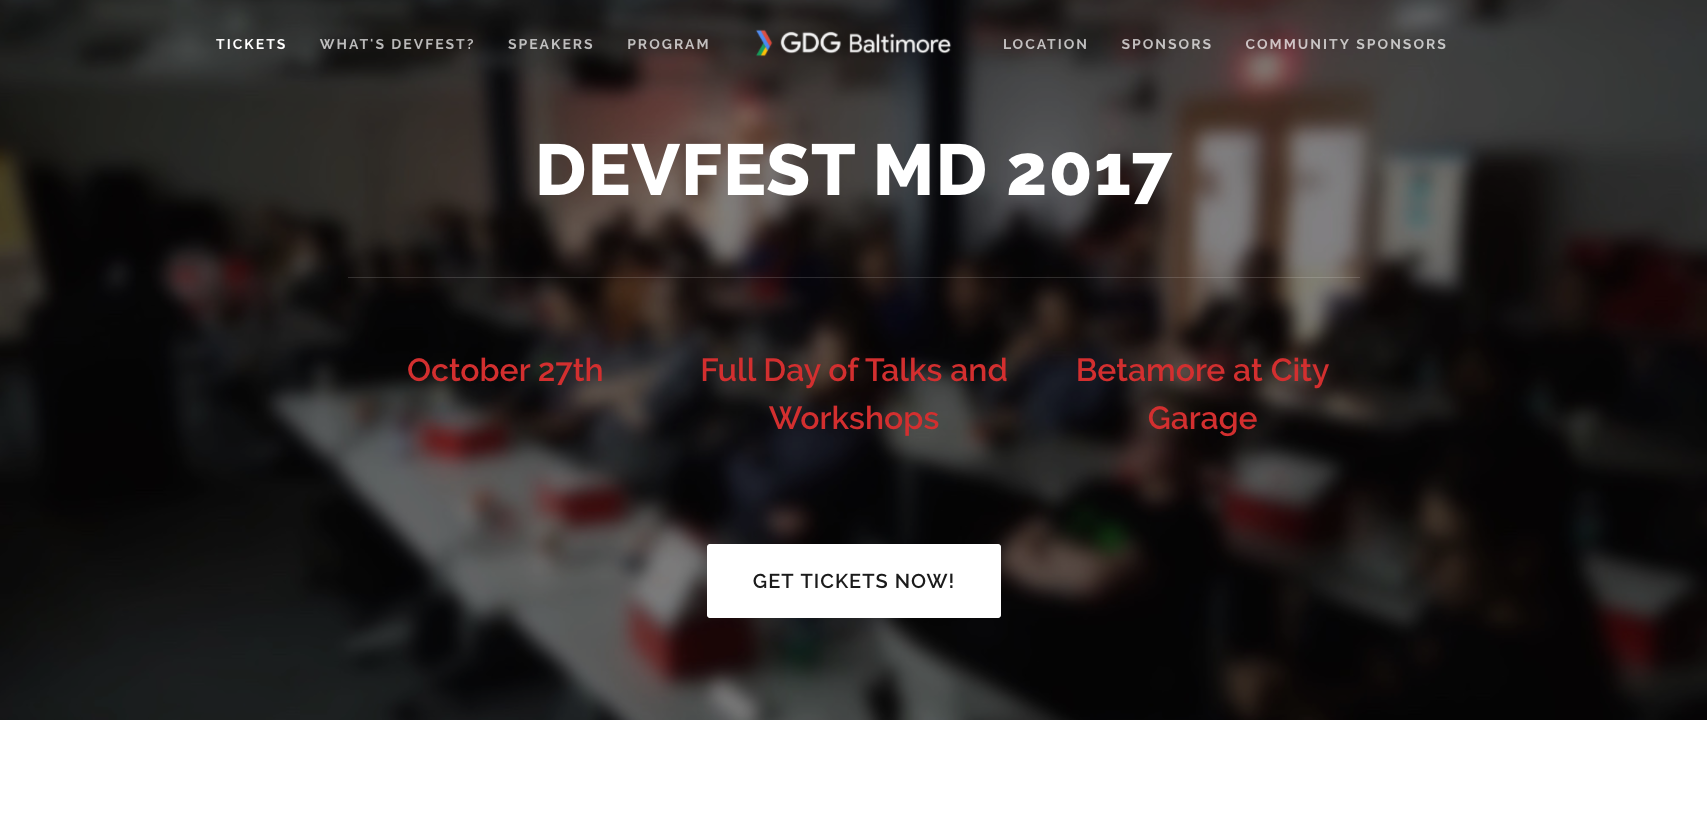 TICKETS WHAT'S DEVFEST? SPEAKERS PROGRAM GDG Baltimore LOCATION SPONSORS COMMUNITY SPONSORS
DEVFEST MD 2017
October 27th
Full Day of Talks and
Workshops
Betamore at City
Garage
GET TICKETS NOW!